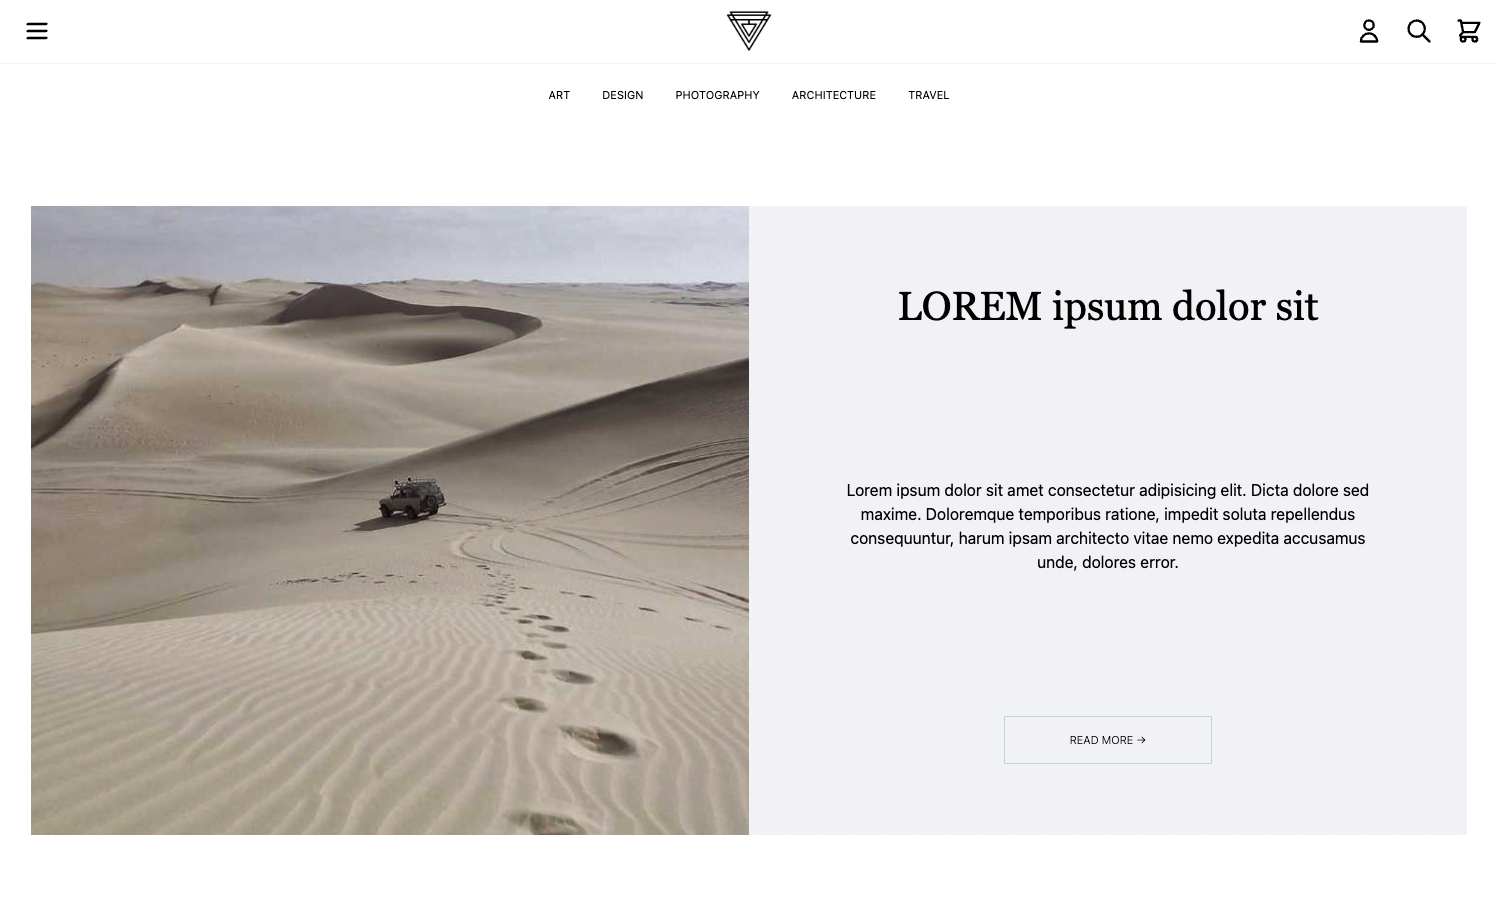 ART DESIGN PHOTOGRAPHY ARCHITECTURE TRAVEL
LOREM ipsum dolor sit
Lorem ipsum dolor sit amet consectetur adipisicing elit. Dicta dolore sed
maxime. Doloremque temporibus ratione, impedit soluta repellendus
consequuntur, harum ipsam architecto vitae nemo expedita accusamus
unde, dolores error.
READ MORE →